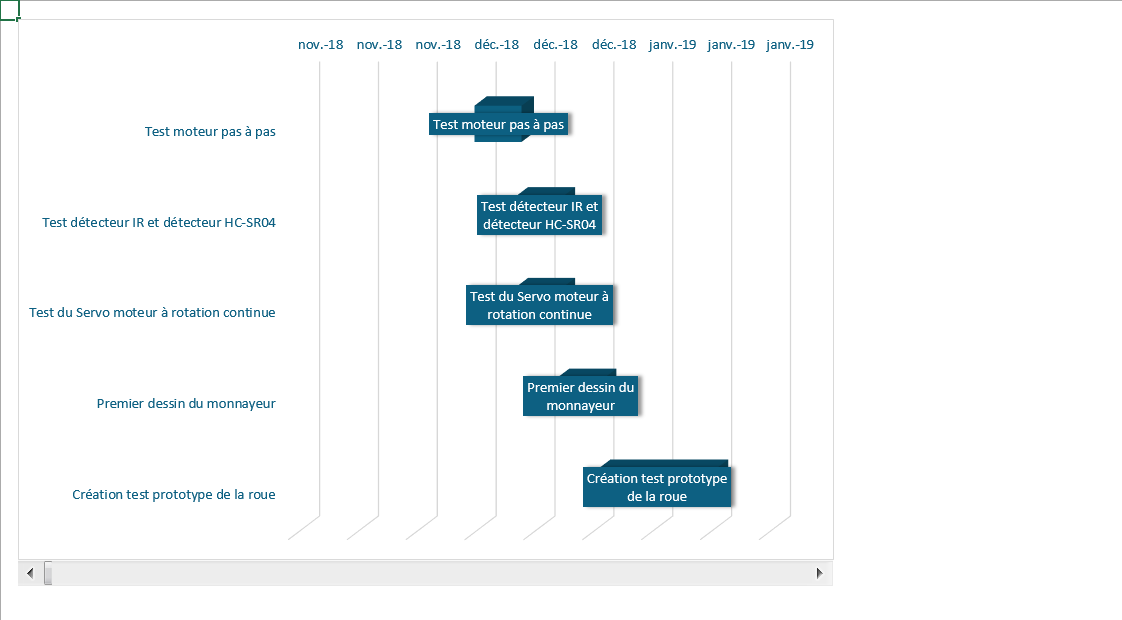 nov.-18 nov.-18 nov.-18 déc.-18 déc.-18 déc.-18 janv.-19 janv.-19 janv.-19
Test moteur pas à pas
Test moteur pas à pas
Test détecteur IR et détecteur HC-SR04
Test détecteur IR et
détecteur HC-SR04
Test du Servo moteur à rotation continue
Test du Servo moteur à
rotation continue
Premier dessin du monnayeur
Premier dessin du
monnayeur
Création test prototype de la roue
Création test prototype
de la roue